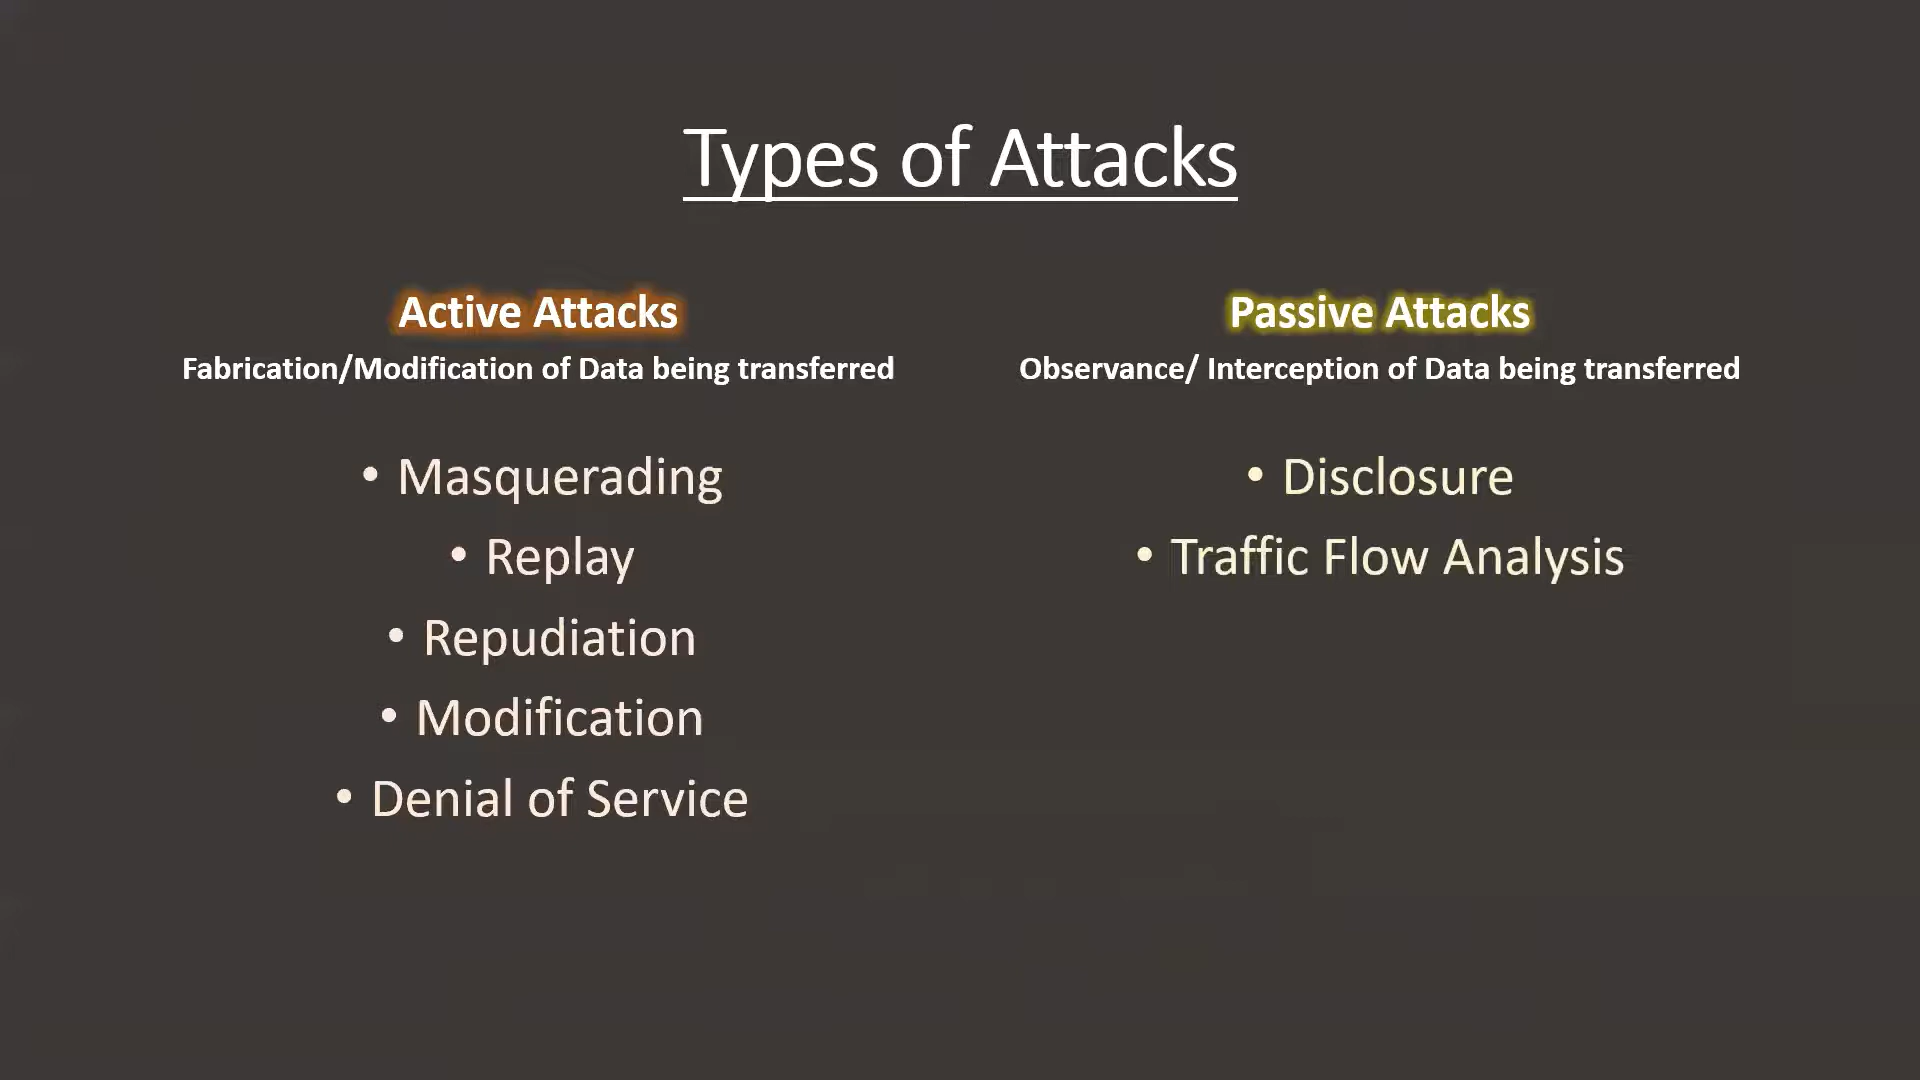 Types of Attacks
Active Attacks
Fabrication/Modification of Data being transferred
• Masquerading
• Replay
• Repudiation
• Modification
• Denial of Service
Passive Attacks
Observance/ Interception of Data being transferred
• Disclosure
• Traffic Flow Analysis